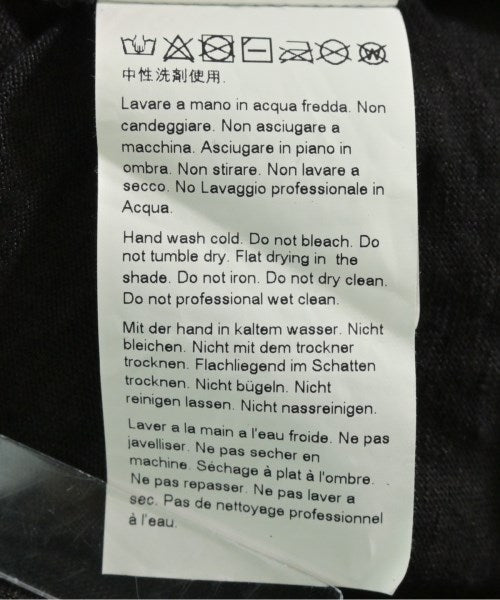 中性洗剤使用.
Lavare a mano in acqua fredda. Non
candeggiare. Non asciugare a
macchina. Asciugare in piano in
ombra. Non stirare. Non lavare a
secco. No Lavaggio professionale in
Acqua.
Hand wash cold. Do not bleach. Do
not tumble dry. Flat drying in the
shade. Do not iron. Do not dry clean.
Do not professional wet clean.
Mit der hand in kaltem wasser. Nicht
bleichen. Nicht mit dem trockner
trocknen. Flachliegend im Schatten
trocknen. Nicht bügeln. Nicht
reinigen lassen. Nicht nassreinigen.
Laver a la main a l'eau froide. Ne pas
javelliser. Ne pas secher en
machine. Séchage à plat à l'ombre.
Ne pas repasser. Ne pas laver a
sec. Pas de nettoyage professionnel
à l'eau.